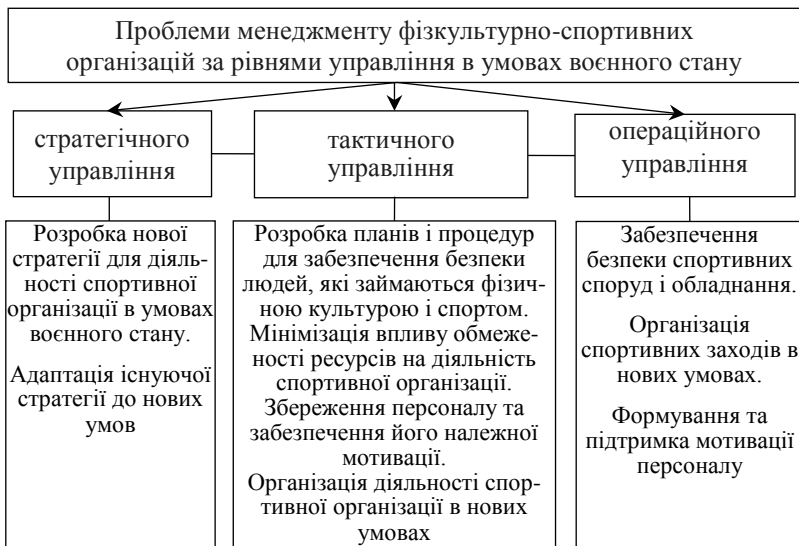 Проблеми менеджменту фізкультурно-спортивних
організацій за рівнями управління в умовах воєнного стану
стратегічного
управління
тактичного
управління
операційного
управління
Розробка нової
стратегії для діяль-
ності спортивної
організації в умовах
воєнного стану.
Адаптація існуючої
стратегії до нових
умов
Розробка планів і процедур
для забезпечення безпеки
людей, які займаються фізич-
ною культурою і спортом.
Мінімізація впливу обмеже-
ності ресурсів на діяльність
спортивної організації.
Збереження персоналу та
забезпечення його належної
мотивації.
Організація діяльності спор-
тивної організації в нових
умовах
Забезпечення
безпеки спортивних
споруд і обладнання.
Організація
спортивних заходів в
нових умовах.
Формування та
підтримка мотивації
персоналу